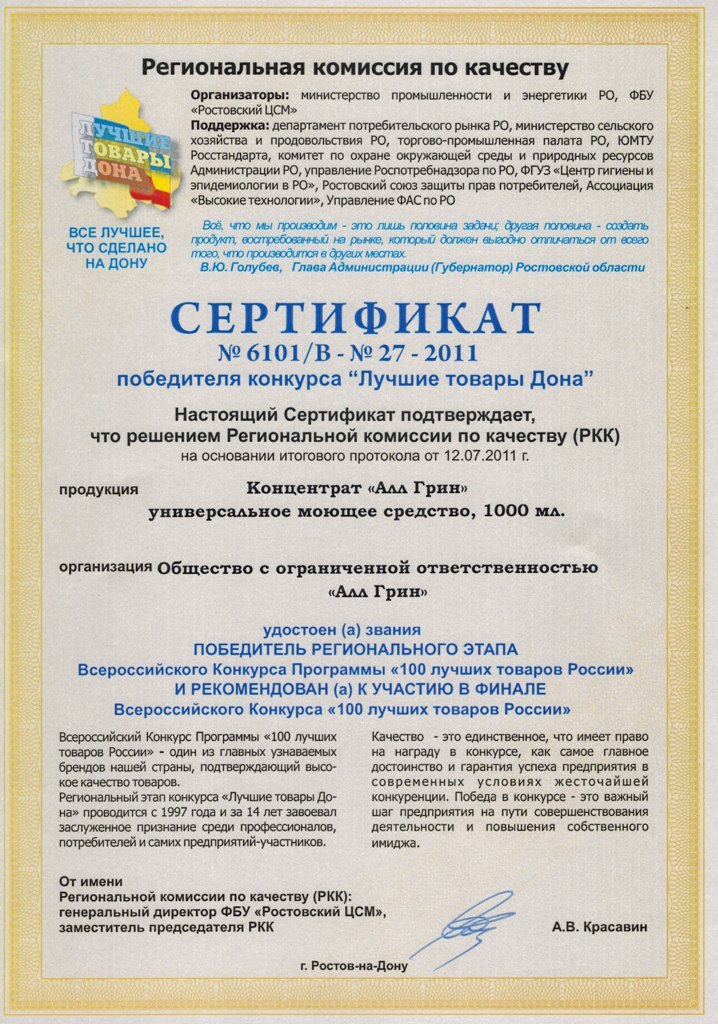 Региональная комиссия по качеству
Организаторы: министерство промышленности и энергетики РО, ФБУ
«Ростовский ЦСМ»
Поддержка: департамент потребительского рынка РО, министерство сельского
хозяйства и продовольствия РО, торгово-промышленная палата РО, ЮМТУ
Росстандарта, комитет по охране окружающей среды и природных ресурсов
Администрации РО, управление Роспотребнадзора по РО, ФГУЗ «Центр гигиены и
эпидемиологии в РО», Ростовский союз защиты прав потребителей, Ассоциация
«Высокие технологии», Управление ФАС по РО
ЛУЧШИЕ
ТОВАРЫ
ДОНА
ВСЕ ЛУЧШЕЕ,
ЧТО СДЕЛАНО
НА ДОНУ
Всё, что мы производим - это лишь половина задачи; другая половина - создать
продукт, востребованный на рынке, который должен выгодно отличаться от всего
того, что производится в других местах.
В.Ю. Голубев, Глава Администрации (Губернатор) Ростовской области
СЕРТИФИКАТ
№ 6101/В - № 27 - 2011
победителя конкурса “Лучшие товары Дона”
Настоящий Сертификат подтверждает,
что решением Региональной комиссии по качеству (РКК)
на основании итогового протокола от 12.07.2011 г.
продукция Концентрат «Алл Грин»
универсальное моющее средство, 1000 мл.
организация Общество с ограниченной ответственностью
«Алл Грин»
удостоен (а) звания
ПОБЕДИТЕЛЬ РЕГИОНАЛЬНОГО ЭТАПА
Всероссийского Конкурса Программы «100 лучших товаров России»
И РЕКОМЕНДОВАН (а) К УЧАСТИЮ В ФИНАЛЕ
Всероссийского Конкурса «100 лучших товаров России»
Всероссийский Конкурс Программы «100 лучших
товаров России» - один из главных узнаваемых
брендов нашей страны, подтверждающий высо-
кое качество товаров.
Региональный этап конкурса «Лучшие товары До-
на» проводится с 1997 года и за 14 лет завоевал
заслуженное признание среди профессионалов,
потребителей и самих предприятий-участников.
Качество - это единственное, что имеет право
на награду в конкурсе, как самое главное
достоинство и гарантия успеха предприятия в
современных условиях жесточайшей
конкуренции. Победа в конкурсе - это важный
шаг предприятия на пути совершенствования
деятельности и повышения собственного
имиджа.
От имени
Региональной комиссии по качеству (РКК):
генеральный директор ФБУ «Ростовский ЦСМ»,
заместитель председателя РКК
А.В. Красавин
г. Ростов-на-Дону